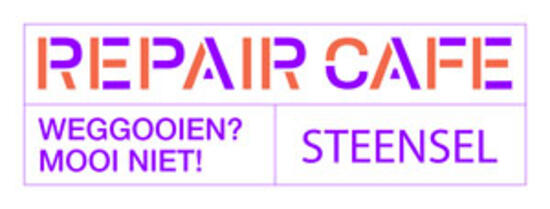 REPAIR CAFE
WEGGOOIEN?
MOOI NIET!
STEENSEL